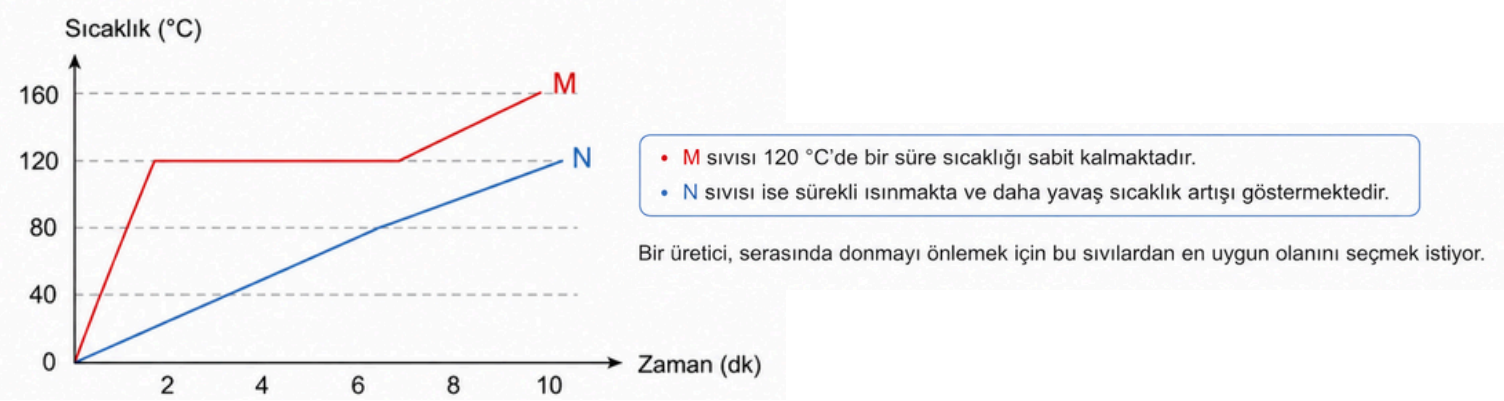 Sıcaklık (°C)
160
120
80
40
0
2 4 6 8 10
Zaman (dk)
M
N
• M sıvısı 120 °C'de bir süre sıcaklığı sabit kalmaktadır.
• N sıvısı ise sürekli ısınmakta ve daha yavaş sıcaklık artışı göstermektedir.
Bir üretici, serasında donmayı önlemek için bu sıvılardan en uygun olanını seçmek istiyor.